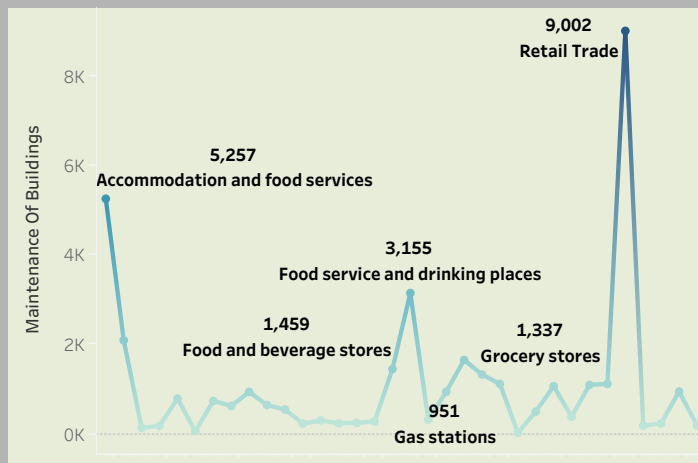 9,002
Retail Trade
8K
Maintenance Of Buildings
5,257
6K
Accommodation and food services
4K
3,155
Food service and drinking places
1,459
1,337
2K
Food and beverage stores
Grocery stores
951
0K
Gas stations